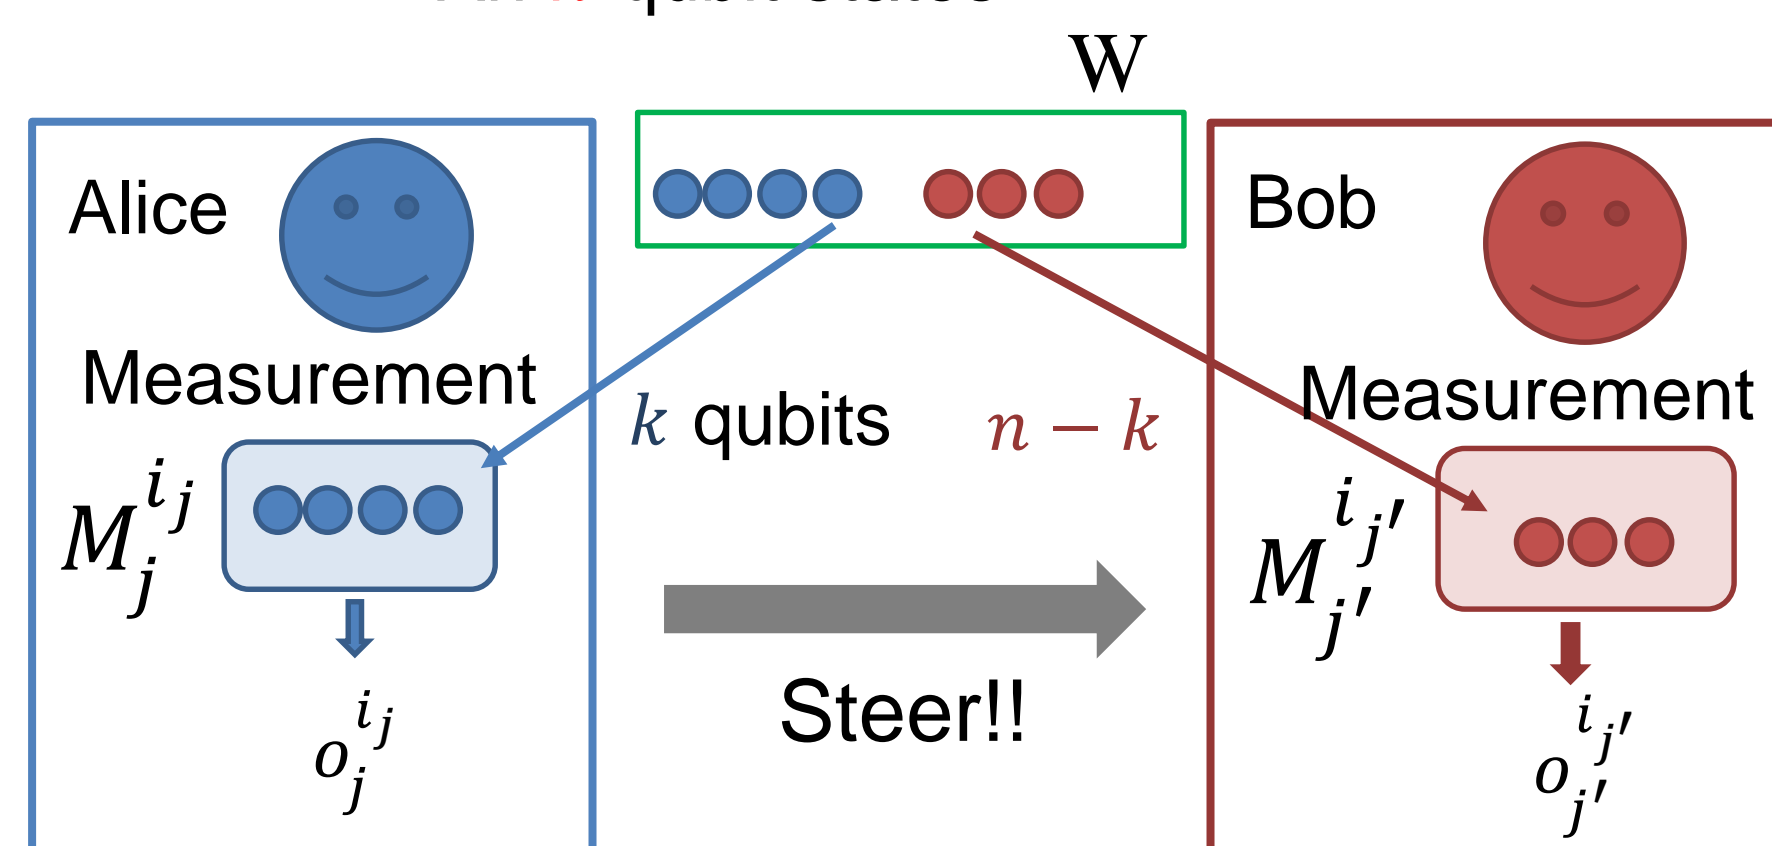 W
Alice
Bob
Measurement
Measurement
k qubits
n − k
M_j^{i_j}
M_{j′}^{i_{j′}}
Steer!!
o_j^{i_j}
o_{j′}^{i_{j′}}